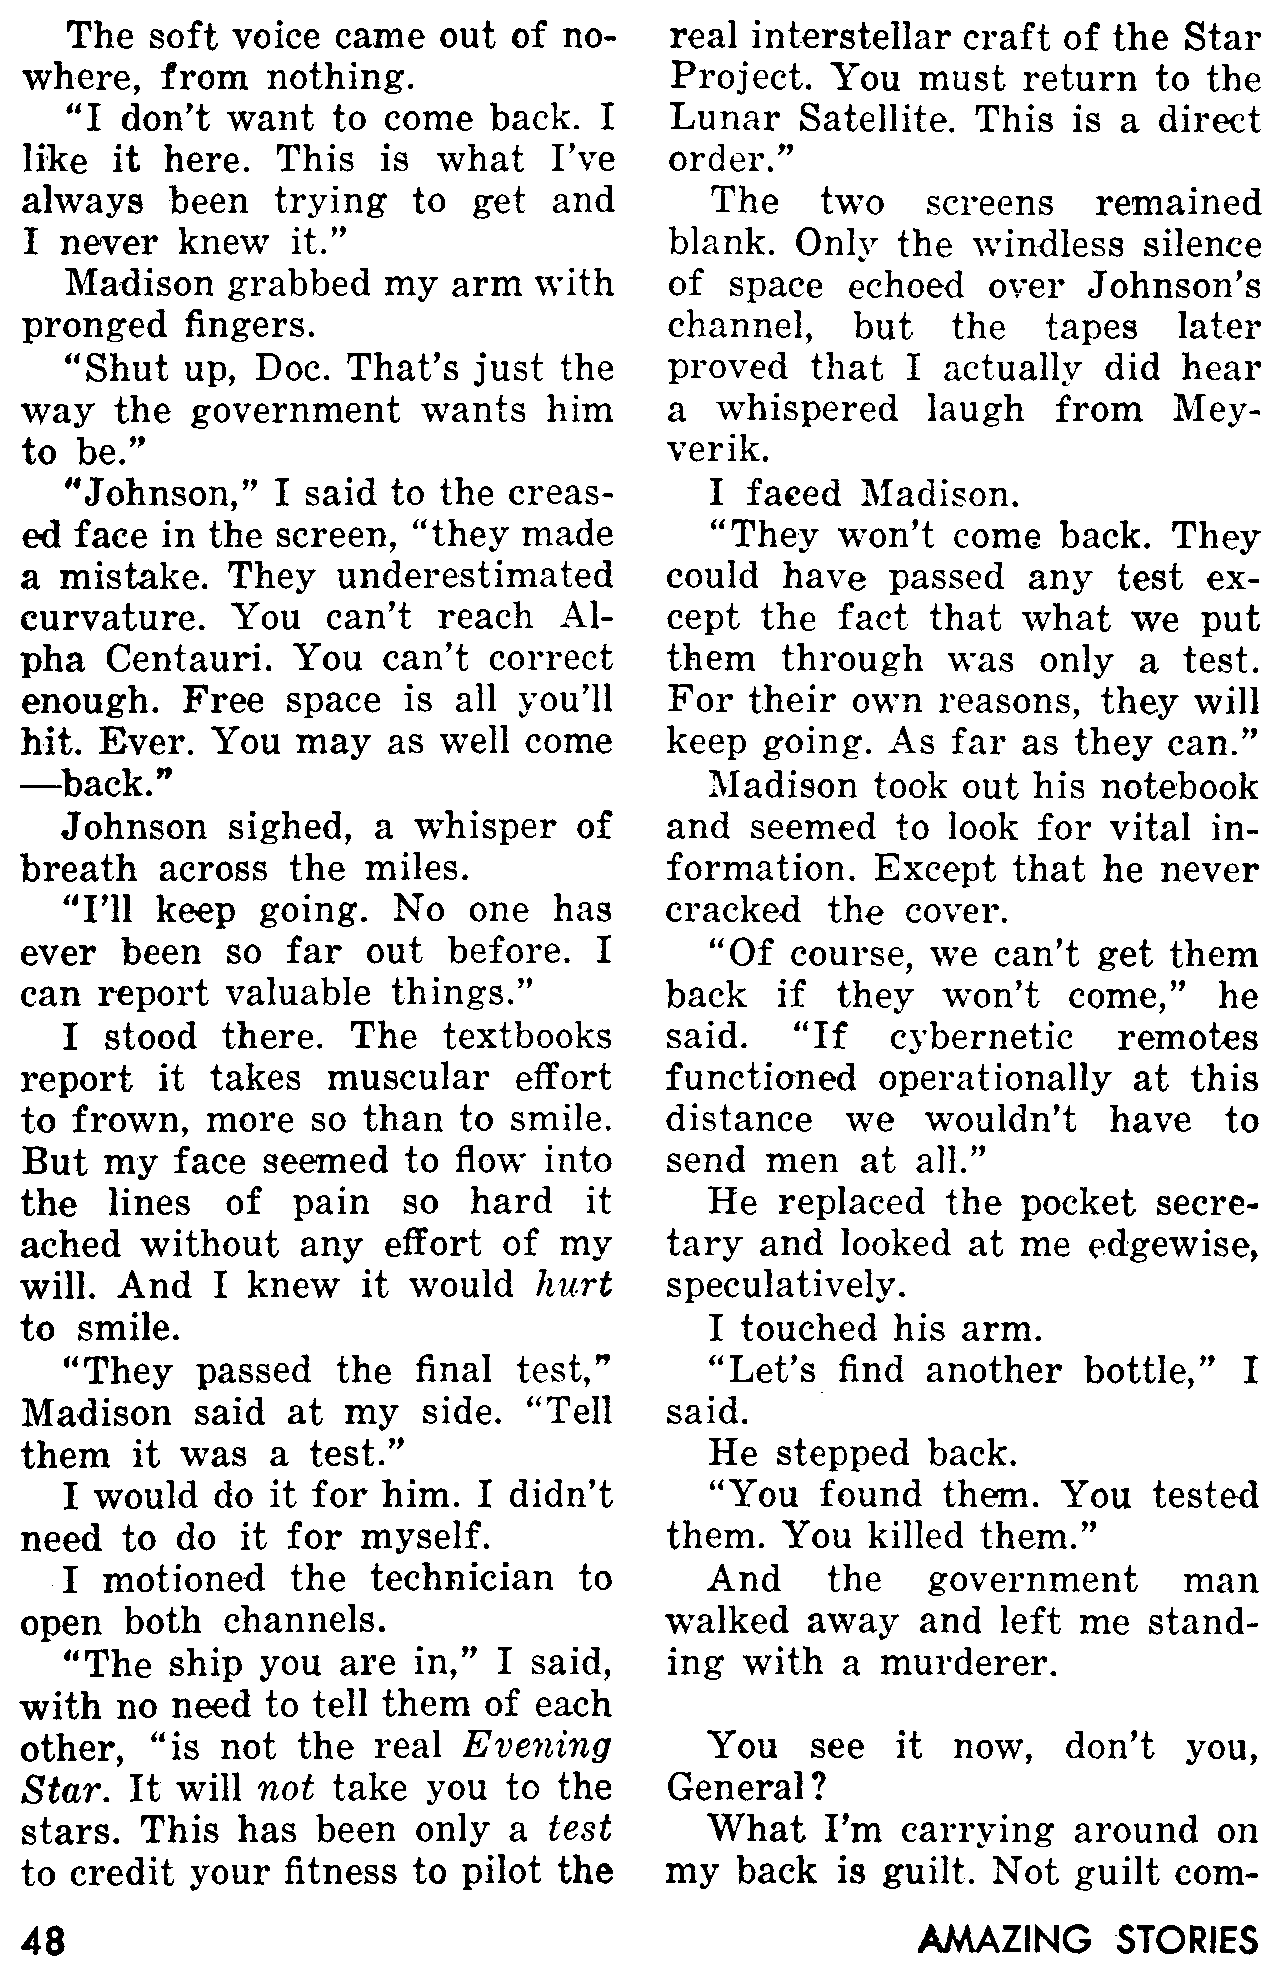 The soft voice came out of no-
where, from nothing.
“I don’t want to come back. I
like it here. This is what I’ve
always been trying to get and
I never knew it.”
Madison grabbed my arm with
pronged fingers.
“Shut up, Doc. That’s just the
way the government wants him
to be.”
“Johnson,” I said to the creas-
ed face in the screen, “they made
a mistake. They underestimated
curvature. You can’t reach Al-
pha Centauri. You can’t correct
enough. Free space is all you’ll
hit. Ever. You may as well come
—back.”
Johnson sighed, a whisper of
breath across the miles.
“I’ll keep going. No one has
ever been so far out before. I
can report valuable things.”
I stood there. The textbooks
report it takes muscular effort
to frown, more so than to smile.
But my face seemed to flow into
the lines of pain so hard it
ached without any effort of my
will. And I knew it would hurt
to smile.
“They passed the final test,”
Madison said at my side. “Tell
them it was a test.”
I would do it for him. I didn’t
need to do it for myself.
I motioned the technician to
open both channels.
“The ship you are in,” I said,
with no need to tell them of each
other, “is not the real Evening
Star. It will not take you to the
stars. This has been only a test
to credit your fitness to pilot the
real interstellar craft of the Star
Project. You must return to the
Lunar Satellite. This is a direct
order.”
The two screens remained
blank. Only the windless silence
of space echoed over Johnson’s
channel, but the tapes later
proved that I actually did hear
a whispered laugh from Mey-
verik.
I faced Madison.
“They won’t come back. They
could have passed any test ex-
cept the fact that what we put
them through was only a test.
For their own reasons, they will
keep going. As far as they can.”
Madison took out his notebook
and seemed to look for vital in-
formation. Except that he never
cracked the cover.
“Of course, we can’t get them
back if they won’t come,” he
said. “If cybernetic remotes
functioned operationally at this
distance we wouldn’t have to
send men at all.”
He replaced the pocket secre-
tary and looked at me edgewise,
speculatively.
I touched his arm.
“Let’s find another bottle,” I
said.
He stepped back.
“You found them. You tested
them. You killed them.”
And the government man
walked away and left me stand-
ing with a murderer.
You see it now, don’t you,
General?
What I’m carrying around on
my back is guilt. Not guilt com-
48
AMAZING STORIES